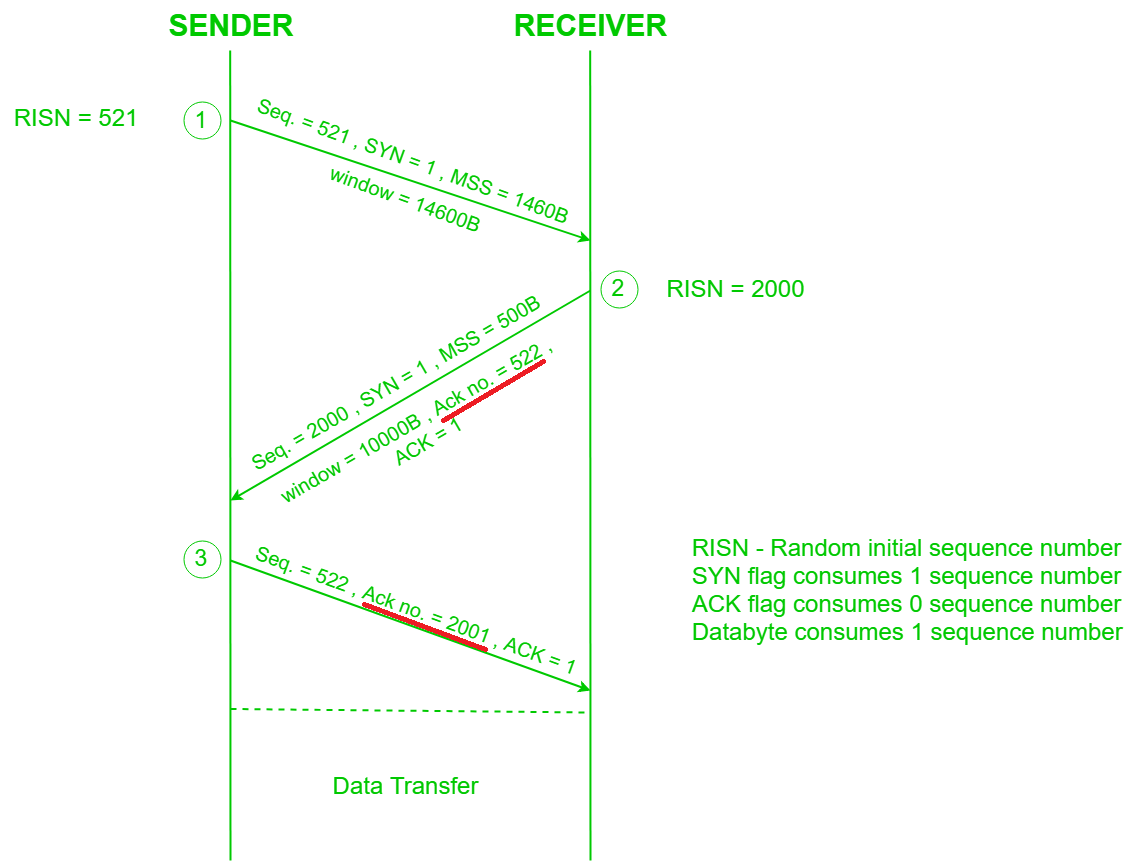 SENDER
RECEIVER
RISN = 521
1
Seq. = 521 , SYN = 1 , MSS = 1460B
window = 14600B
2
RISN = 2000
Seq. = 2000 , SYN = 1 , MSS = 500B
window = 10000B , Ack no. = 522 ,
ACK = 1
3
Seq. = 522 , Ack no. = 2001 , ACK = 1
RISN - Random initial sequence number
SYN flag consumes 1 sequence number
ACK flag consumes 0 sequence number
Databyte consumes 1 sequence number
Data Transfer